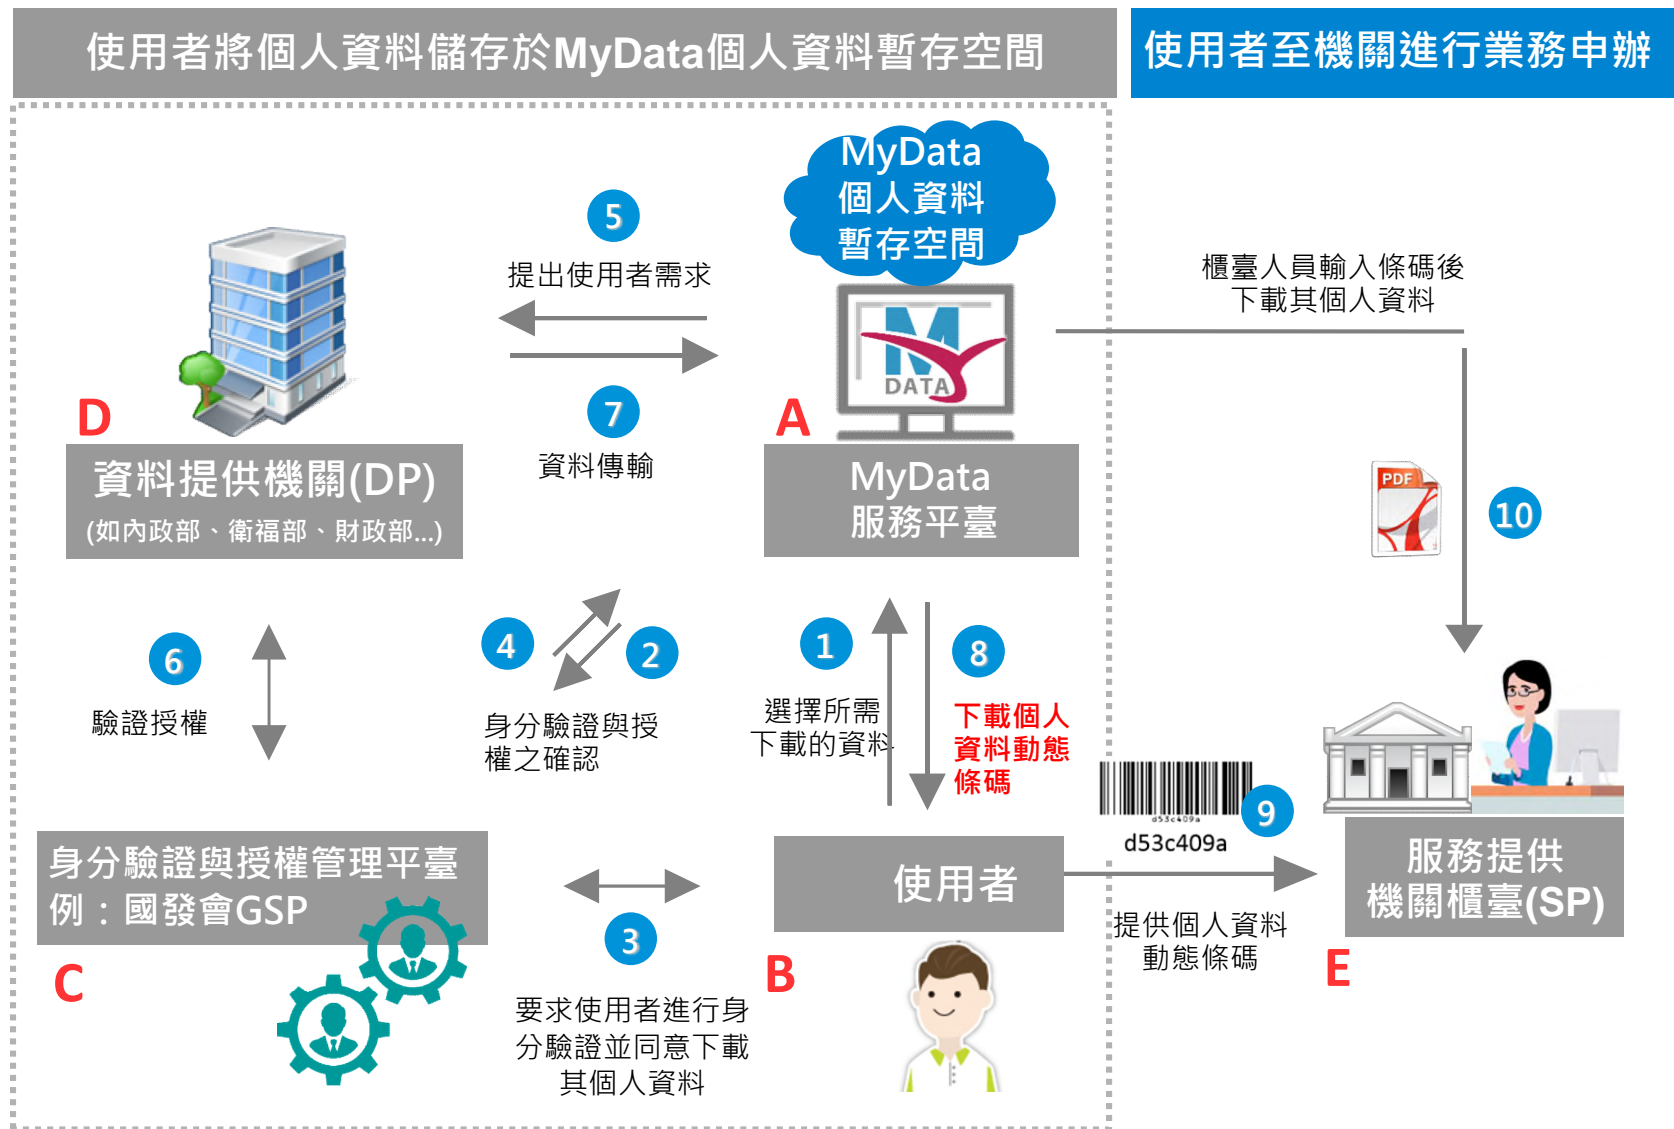 使用者將個人資料儲存於MyData個人資料暫存空間
使用者至機關進行業務申辦
MyData
個人資料
暫存空間
5
提出使用者需求
7
資料傳輸
M
DATA
D
資料提供機關(DP)
(如內政部、衛福部、財政部...)
A
MyData
服務平臺
櫃臺人員輸入條碼後
下載其個人資料
PDF
10
6
驗證授權
4
2
身分驗證與授
權之確認
1
選擇所需
下載的資料
8
下載個人
資料動態
條碼
d53c409a
d53c409a
9
身分驗證與授權管理平臺
例：國發會GSP
C
3
要求使用者進行身
分驗證並同意下載
其個人資料
使用者
B
提供個人資料
動態條碼
服務提供
機關櫃臺(SP)
E